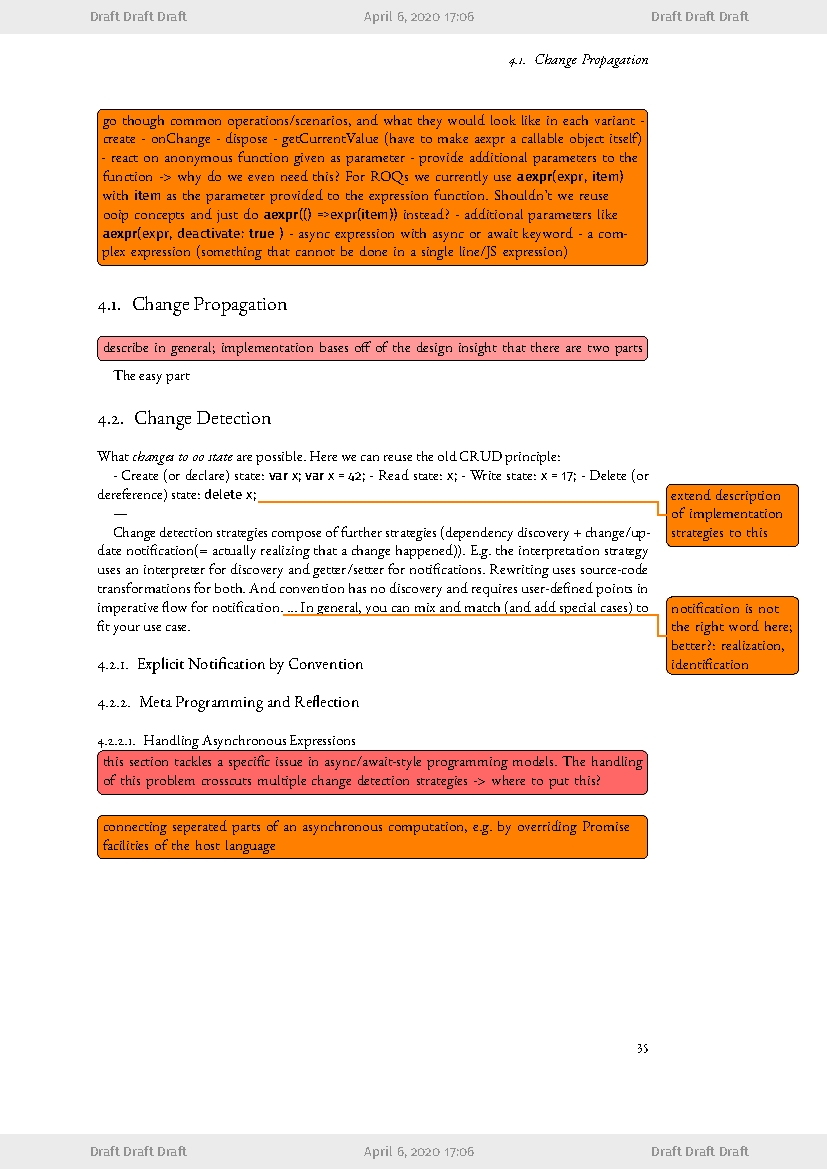 Draft Draft Draft April 6, 2020 17:06 Draft Draft Draft
4.1. Change Propagation
go though common operations/scenarios, and what they would look like in each variant -
create - onChange - dispose - getCurrentValue (have to make aexpr a callable object itself)
- react on anonymous function given as parameter - provide additional parameters to the
function -> why do we even need this? For ROQs we currently use aexpr(expr, item)
with item as the parameter provided to the expression function. Shouldn't we reuse
ooip concepts and just do aexpr(() =>expr(item)) instead? - additional parameters like
aexpr(expr, deactivate: true ) - async expression with async or await keyword - a com-
plex expression (something that cannot be done in a single line/JS expression)
4.1. Change Propagation
describe in general; implementation bases off of the design insight that there are two parts
The easy part
4.2. Change Detection
What changes to oo state are possible. Here we can reuse the old CRUD principle:
- Create (or declare) state: var x; var x = 42; - Read state: x; - Write state: x = 17; - Delete (or
dereference) state: delete x;
extend description
of implementation
strategies to this
—
Change detection strategies compose of further strategies (dependency discovery + change/up-
date notification(= actually realizing that a change happened)). E.g. the interpretation strategy
uses an interpreter for discovery and getter/setter for notifications. Rewriting uses source-code
transformations for both. And convention has no discovery and requires user-defined points in
imperative flow for notification. ... In general, you can mix and match (and add special cases) to
fit your use case.
notification is not
the right word here;
better?: realization,
identification
4.2.1. Explicit Notification by Convention
4.2.2. Meta Programming and Reflection
4.2.2.1. Handling Asynchronous Expressions
this section tackles a specific issue in async/await-style programming models. The handling
of this problem crosscuts multiple change detection strategies -> where to put this?
connecting seperated parts of an asynchronous computation, e.g. by overriding Promise
facilities of the host language
35
Draft Draft Draft April 6, 2020 17:06 Draft Draft Draft